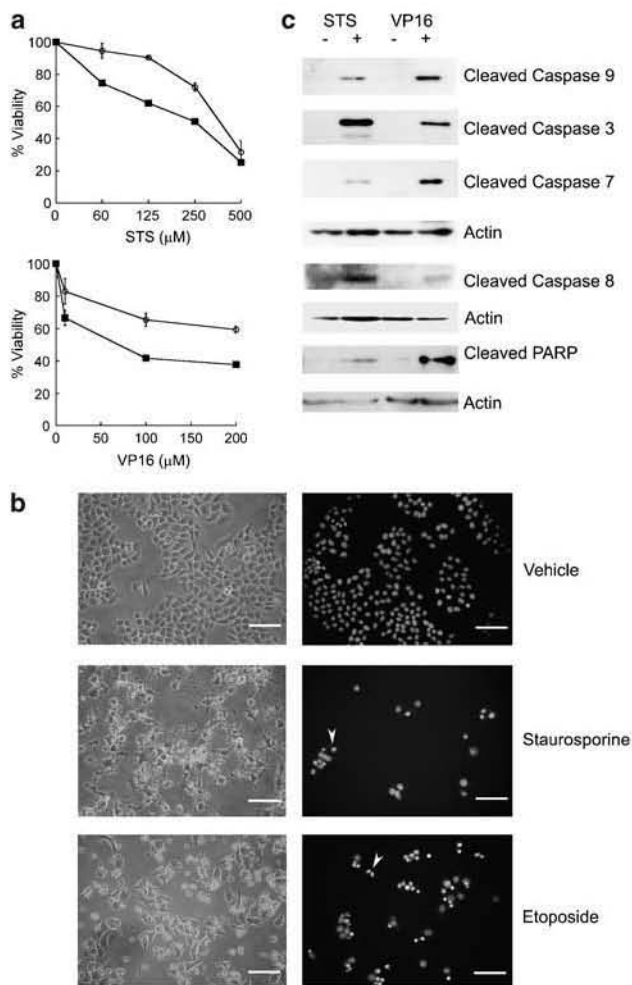 a
100
80
60
40
20
0
% Viability
0 60 125 250 500
STS (µM)
100
80
60
40
20
0
% Viability
0 50 100 150 200
VP16 (µM)
c
STS VP16
- + - +
Cleaved Caspase 9
Cleaved Caspase 3
Cleaved Caspase 7
Actin
Cleaved Caspase 8
Actin
Cleaved PARP
Actin
b
Vehicle
Staurosporine
Etoposide